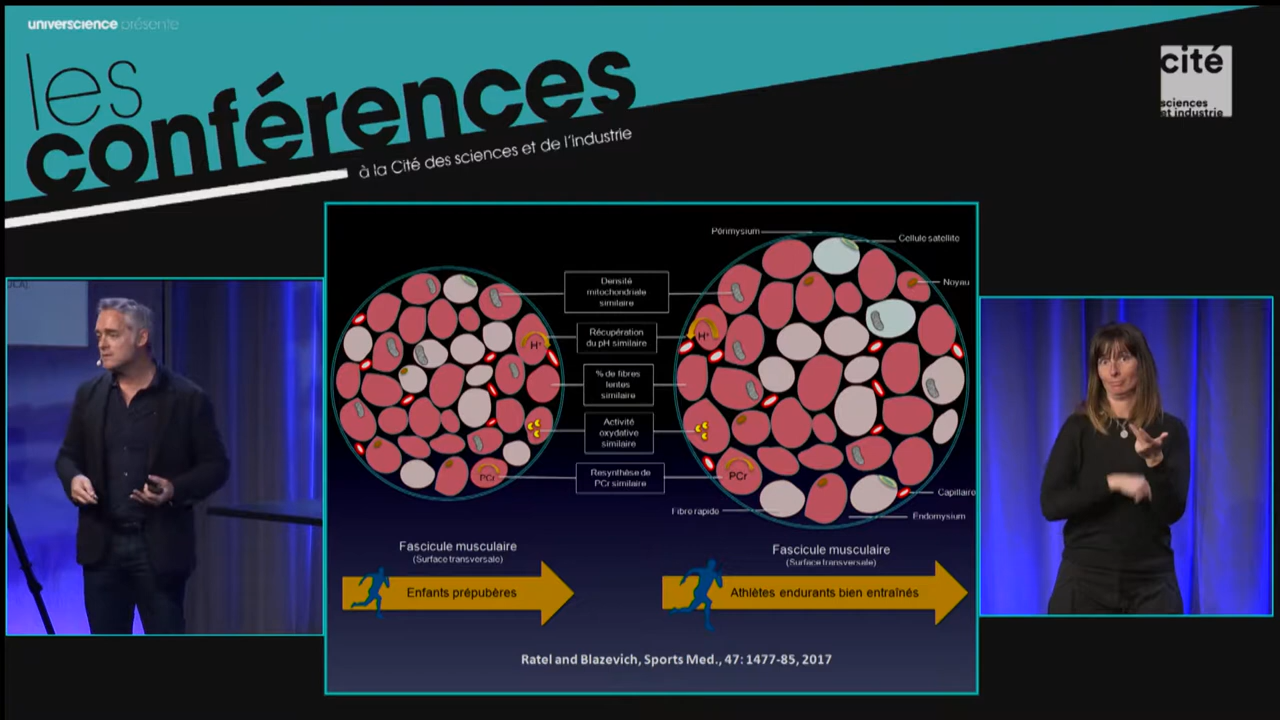 universcience présente
les
conférences
à la Cité des sciences et de l'industrie
cité
sciences
et industrie
Périmysium
Cellule satellite
Noyau
Densité
mitochondriale
similaire
H⁺
Récupération
du pH similaire
H⁺
% de fibres
lentes
similaire
Activité
oxydative
similaire
PCr
Resynthèse de
PCr similaire
PCr
Capillaire
Fibre rapide
Endomysium
Fascicule musculaire
(Surface transversale)
Fascicule musculaire
(Surface transversale)
Enfants prépubères
Athlètes endurants bien entraînés
Ratel and Blazevich, Sports Med., 47: 1477-85, 2017